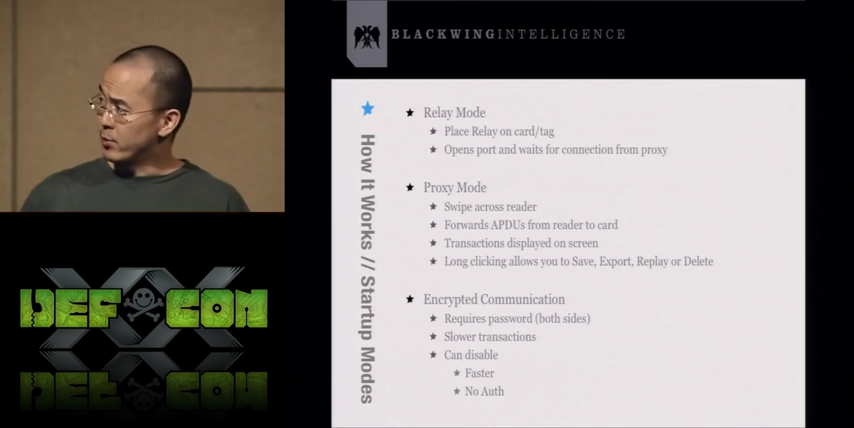 BLACKWINGINTELLIGENCE
How It Works // Startup Modes
Relay Mode
Place Relay on card/tag
Opens port and waits for connection from proxy
Proxy Mode
Swipe across reader
Forwards APDUs from reader to card
Transactions displayed on screen
Long clicking allows you to Save, Export, Replay or Delete
Encrypted Communication
Requires password (both sides)
Slower transactions
Can disable
Faster
No Auth
XX
DEF CON